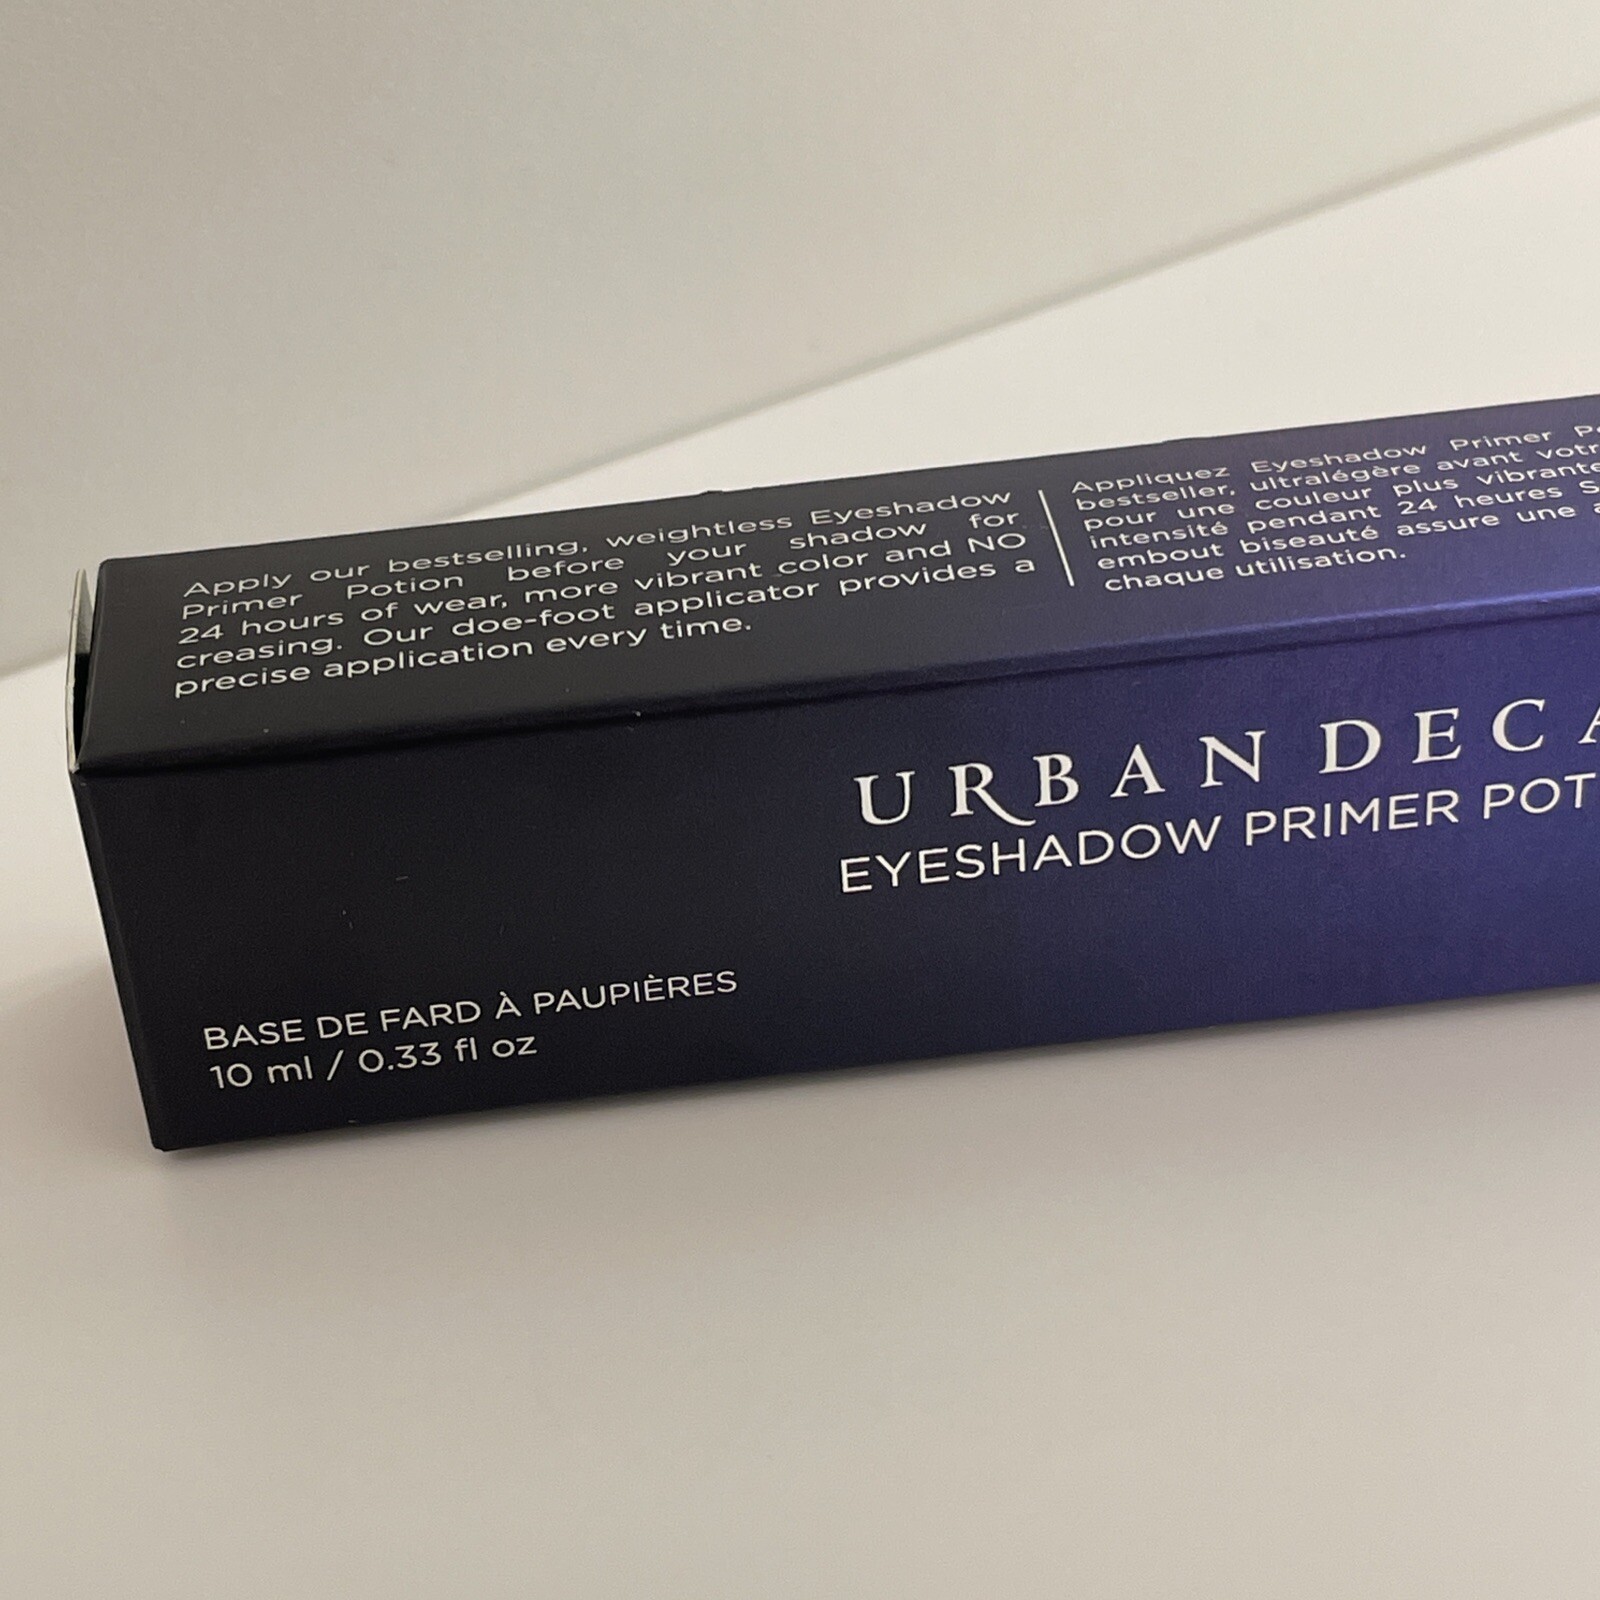 Apply our bestselling, weightless Eyeshadow
Primer Potion before your shadow for
24 hours of wear, more vibrant color and NO
creasing. Our doe-foot applicator provides a
precise application every time.
Appliquez Eyeshadow Primer
bestseller, ultralégère avant
pour une couleur plus
intensité pendant 24 heures
embout biseauté assure une
chaque utilisation.
URBAN DECA
EYESHADOW PRIMER POT
BASE DE FARD À PAUPIÈRES
10 ml / 0.33 fl oz